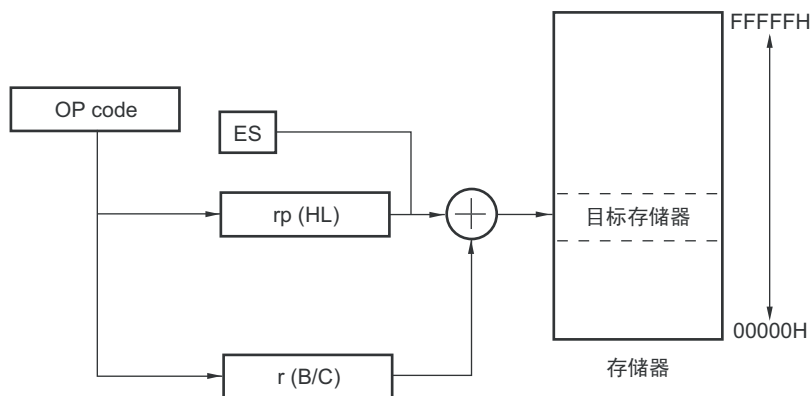 FFFFFH
OP code
ES
rp (HL)
目标存储器
00000H
r (B/C)
存储器